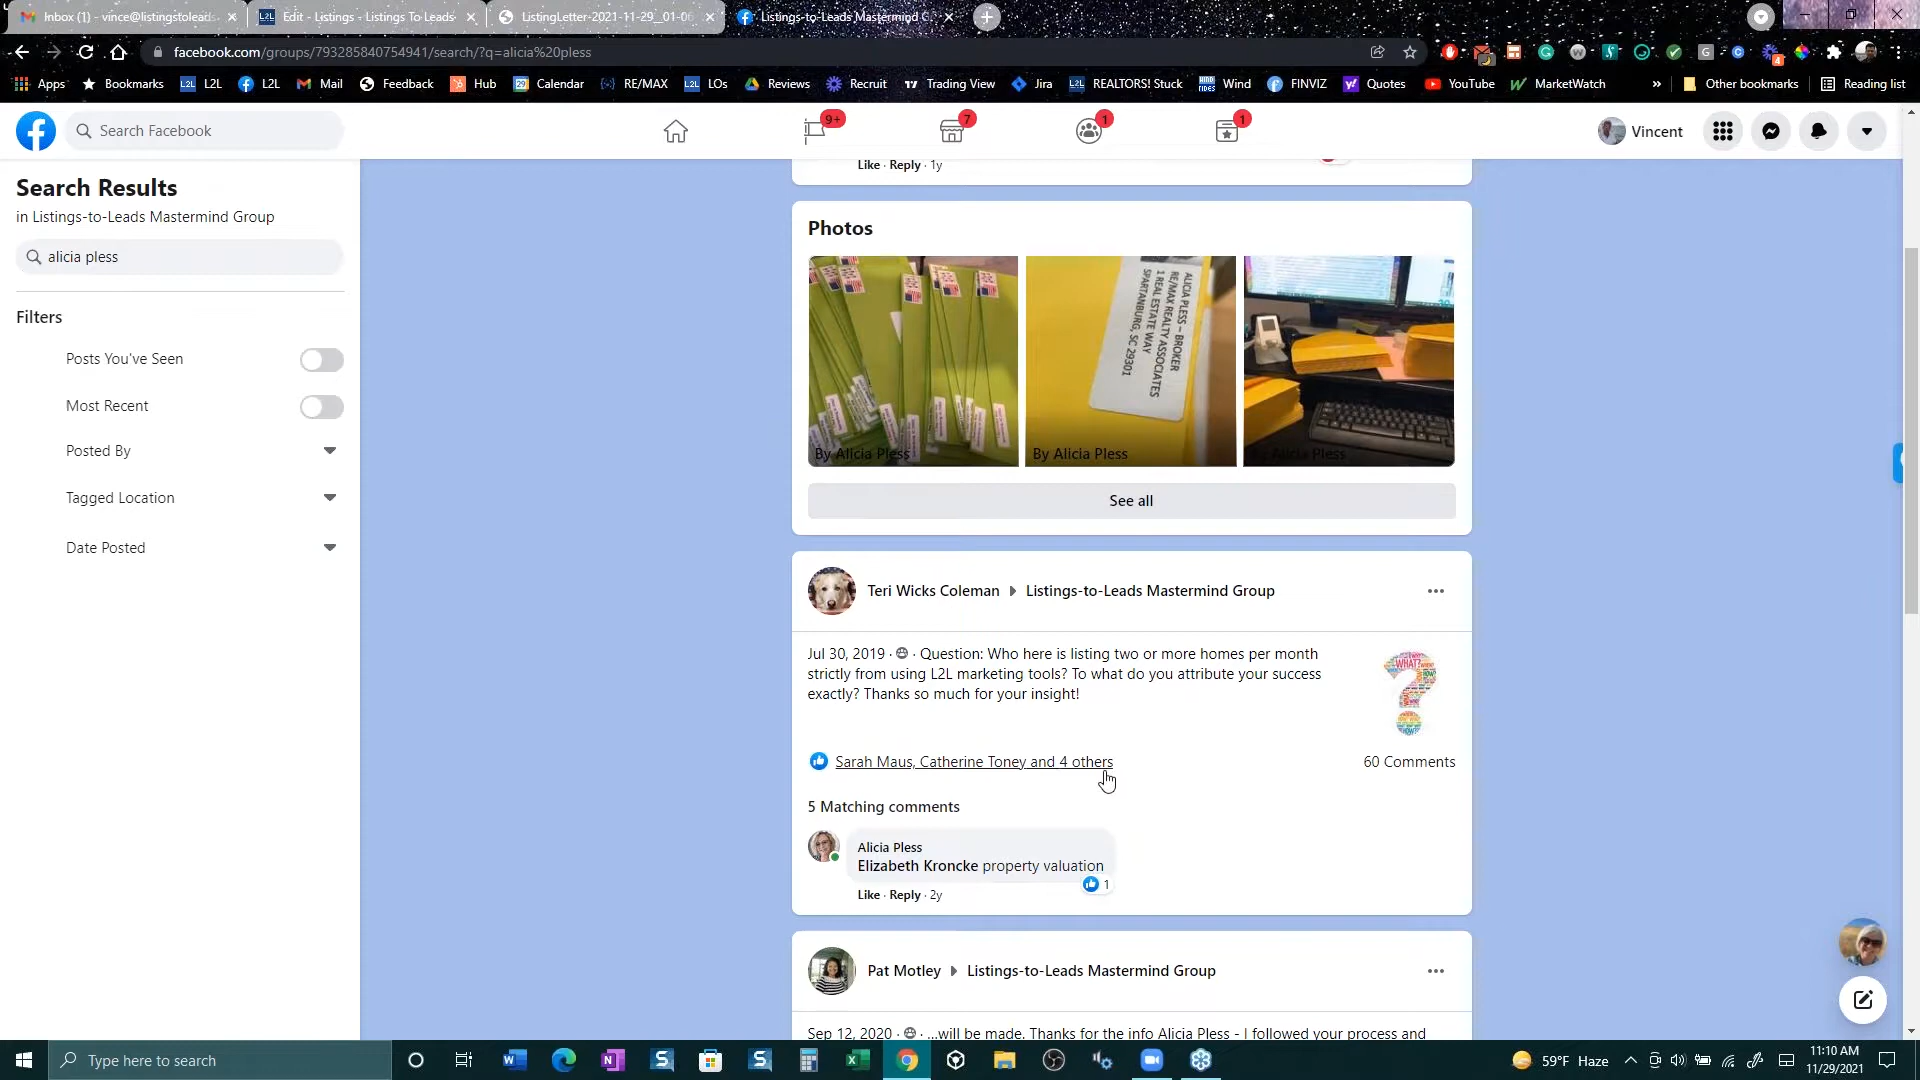 Inbox (1) - vince@listingstoleads.
Edit - Listings - Listings To Leads
ListingLetter-2021-11-29__01-06
Listings-to-Leads Mastermind G
facebook.com/groups/793285840754941/search/?q=alicia%20pless
Apps
Bookmarks
L2L
L2L
Mail
Feedback
Hub
Calendar
RE/MAX
LOs
Reviews
Recruit
Trading View
Jira
REALTORS! Stuck
Wind
FINVIZ
Quotes
YouTube
MarketWatch
»
Other bookmarks
Reading list
Search Facebook
9+
7
1
1
Vincent
Search Results
in Listings-to-Leads Mastermind Group
alicia pless
Filters
Posts You've Seen
Most Recent
Posted By
Tagged Location
Date Posted
Like · Reply · 1y
Photos
ALICIA PLESS – BROKER
RE/MAX REALTY ASSOCIATES
1 REAL ESTATE WAY
SPARTANBURG, SC 29301
By Alicia Pless
By Alicia Pless
By Alicia Pless
See all
Teri Wicks Coleman ▸ Listings-to-Leads Mastermind Group
Jul 30, 2019 · Question: Who here is listing two or more homes per month
strictly from using L2L marketing tools? To what do you attribute your success
exactly? Thanks so much for your insight!
WHAT?
Sarah Maus, Catherine Toney and 4 others
60 Comments
5 Matching comments
Alicia Pless
Elizabeth Kroncke property valuation
1
Like · Reply · 2y
Pat Motley ▸ Listings-to-Leads Mastermind Group
Sep 12, 2020 · ...will be made. Thanks for the info Alicia Pless - I followed your process and
Type here to search
59°F Haze
11:10 AM
11/29/2021